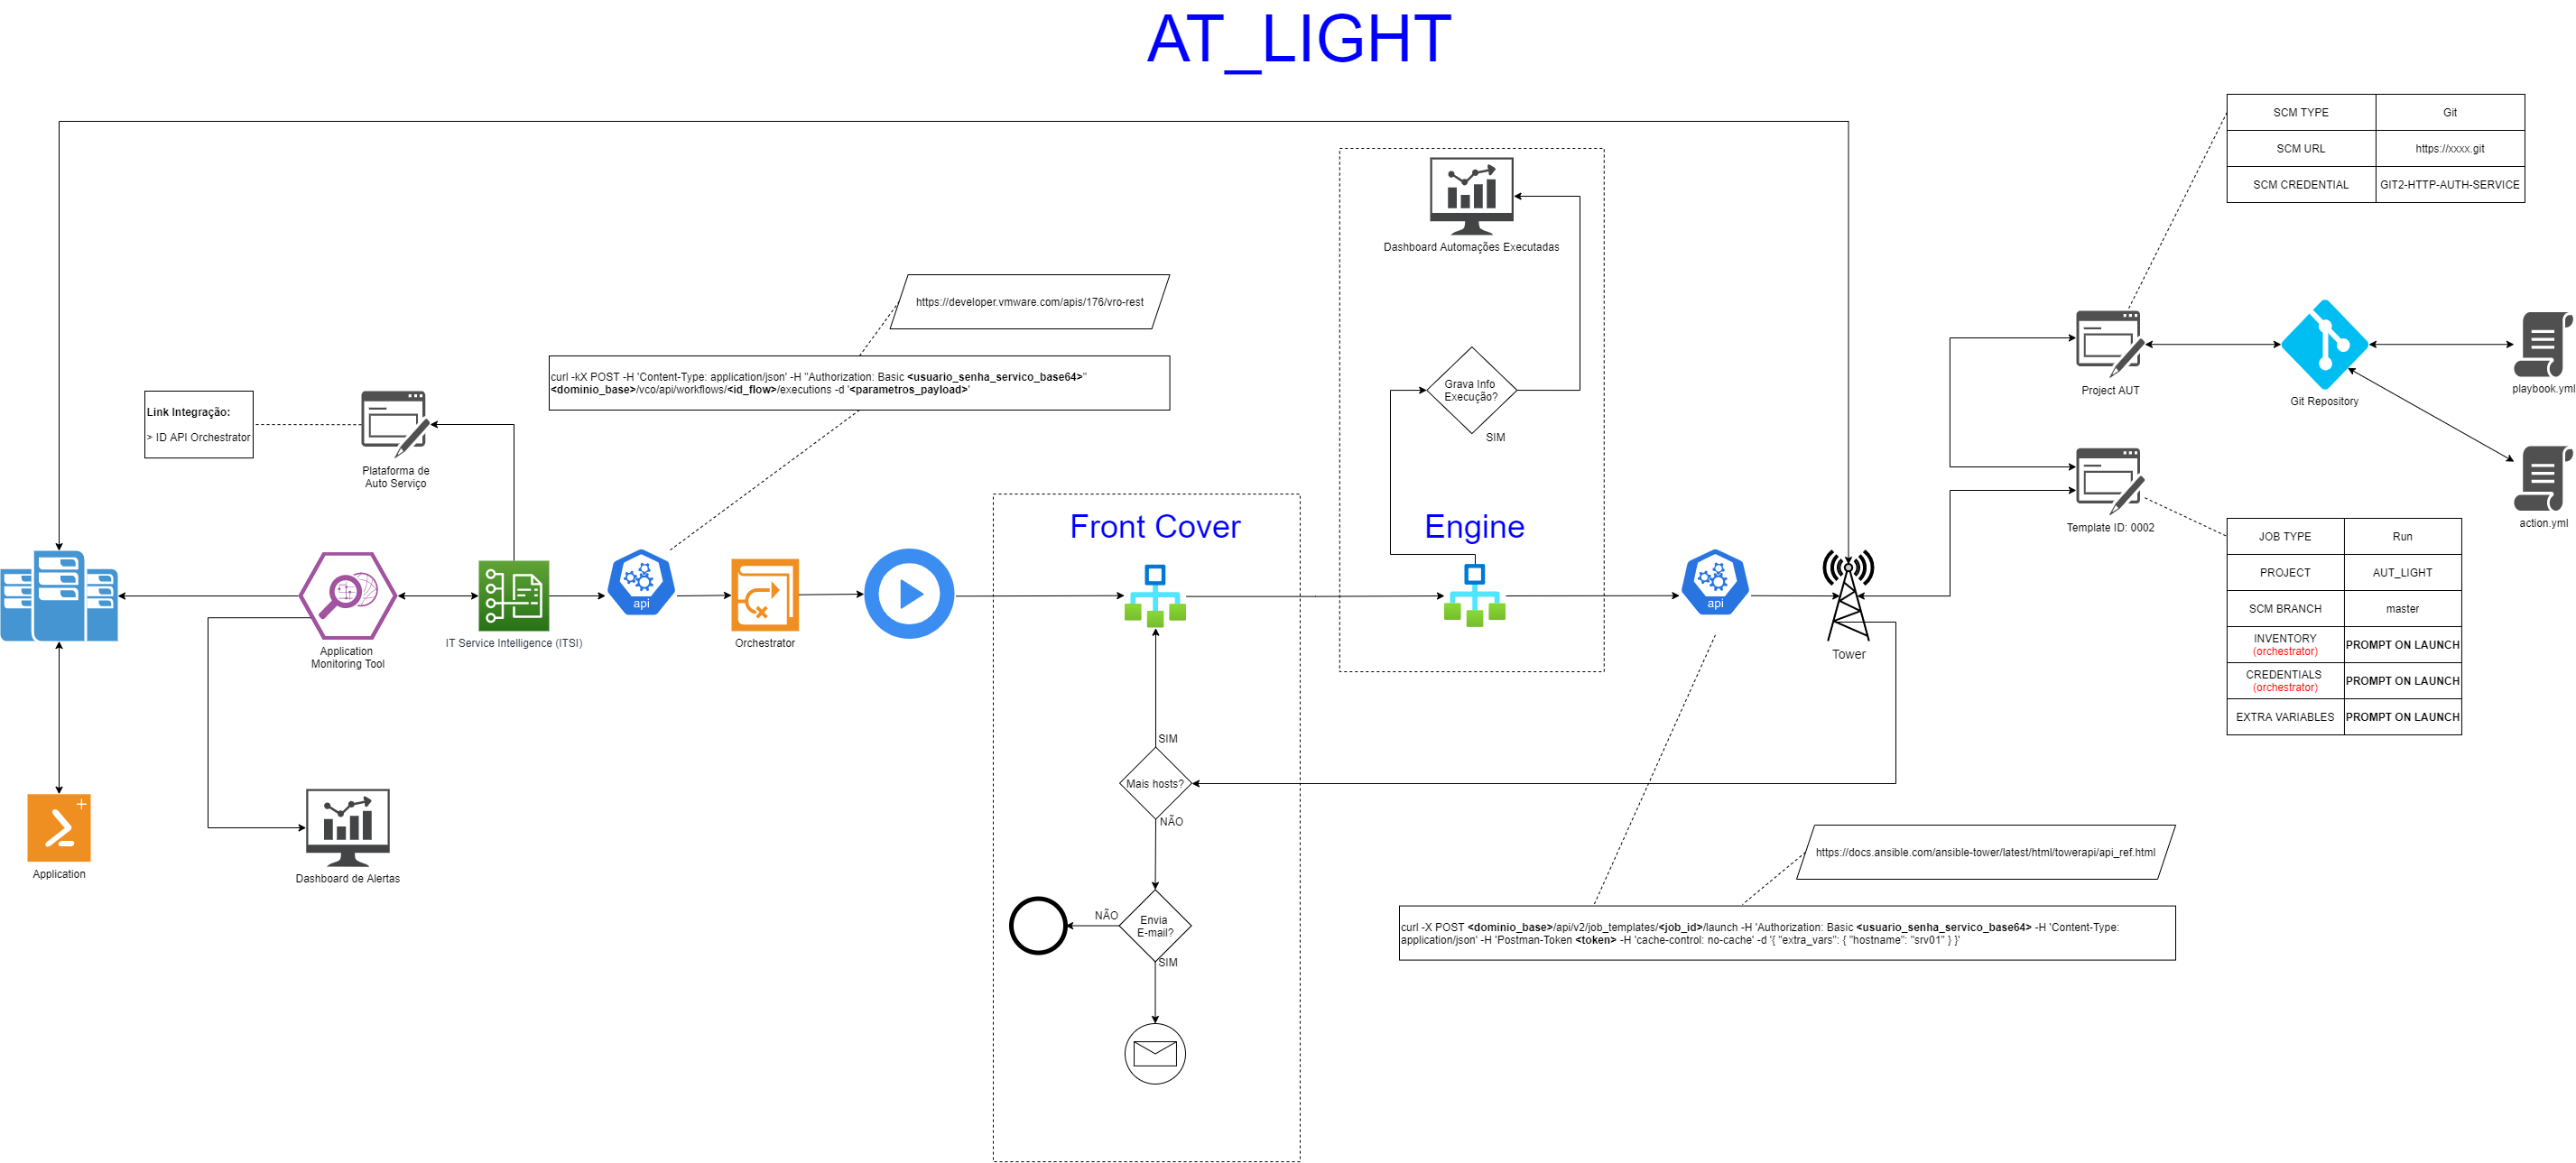 AT_LIGHT
SCM TYPE
Git
SCM URL
https://xxxx.git
SCM CREDENTIAL
GIT2-HTTP-AUTH-SERVICE
Dashboard Automações Executadas
https://developer.vmware.com/apis/176/vro-rest
curl -kX POST -H 'Content-Type: application/json' -H "Authorization: Basic <usuario_senha_servico_base64>"
<dominio_base>/vco/api/workflows/<id_flow>/executions -d '<parametros_payload>'
Grava Info
Execução?
SIM
Project AUT
Git Repository
playbook.yml
Link Integração:
> ID API Orchestrator
Plataforma de
Auto Serviço
Front Cover
Engine
Template ID: 0002
action.yml
JOB TYPE
Run
PROJECT
AUT_LIGHT
SCM BRANCH
master
INVENTORY
(orchestrator)
PROMPT ON LAUNCH
CREDENTIALS
(orchestrator)
PROMPT ON LAUNCH
EXTRA VARIABLES
PROMPT ON LAUNCH
Application
Monitoring Tool
IT Service Intelligence (ITSI)
api
Orchestrator
api
Tower
SIM
Mais hosts?
NÃO
Application
Dashboard de Alertas
https://docs.ansible.com/ansible-tower/latest/html/towerapi/api_ref.html
NÃO
Envia
E-mail?
SIM
curl -X POST <dominio_base>/api/v2/job_templates/<job_id>/launch -H 'Authorization: Basic <usuario_senha_servico_base64> -H 'Content-Type:
application/json' -H 'Postman-Token <token> -H 'cache-control: no-cache' -d '{ "extra_vars": { "hostname": "srv01" } }'